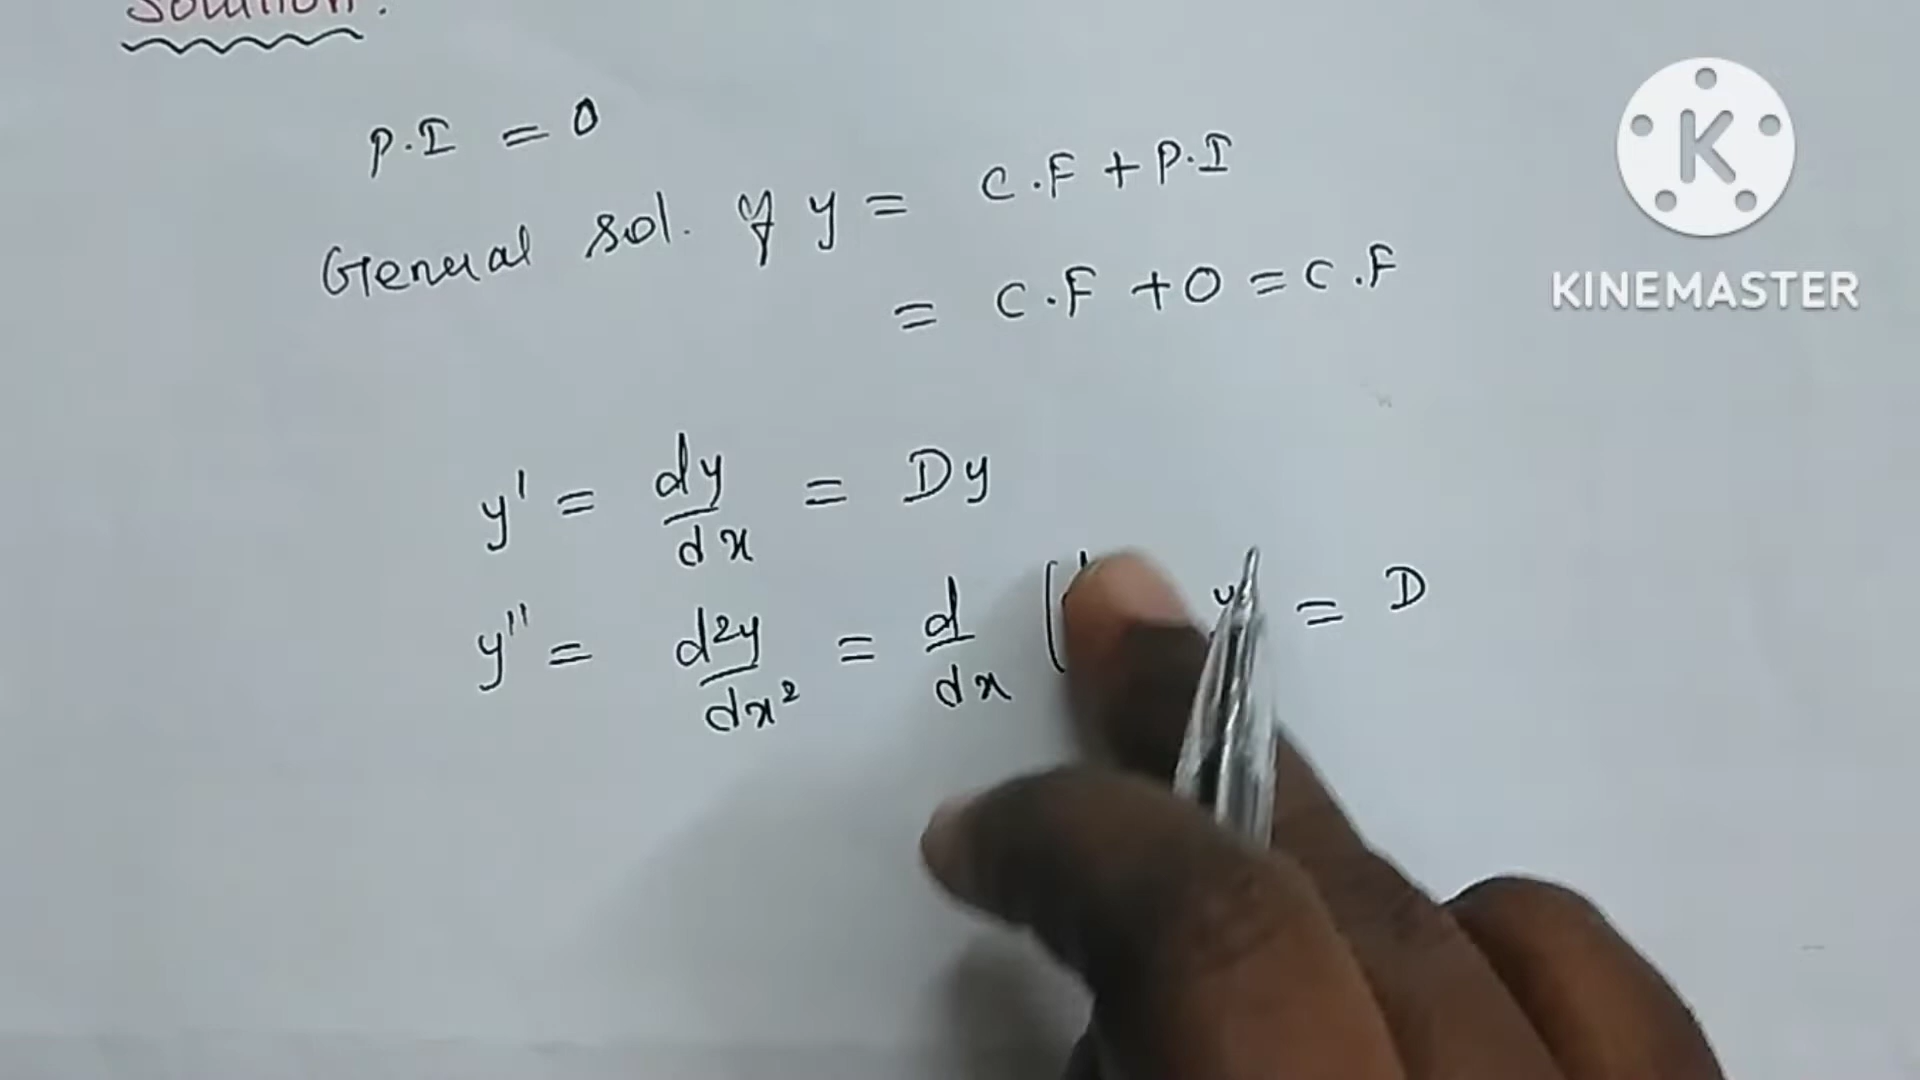 Solution:
P.I = 0
General sol. of y = C.F + P.I
= C.F + 0 = C.F
y' = dy/dx = Dy
y'' = d²y/dx² = d/dx ( y = D
K
KINEMASTER